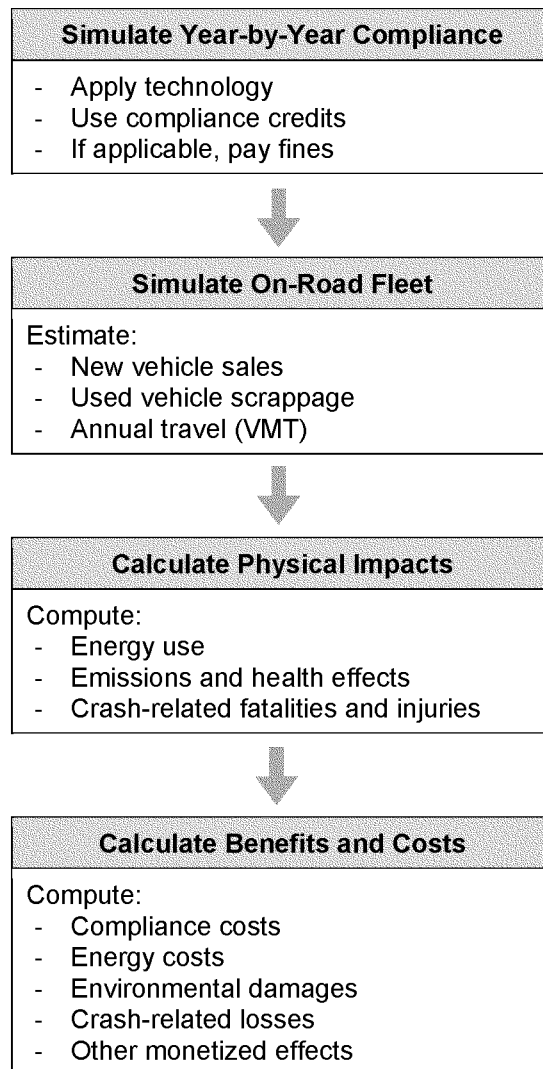 Simulate Year-by-Year Compliance
- Apply technology
- Use compliance credits
- If applicable, pay fines
Simulate On-Road Fleet
Estimate:
- New vehicle sales
- Used vehicle scrappage
- Annual travel (VMT)
Calculate Physical Impacts
Compute:
- Energy use
- Emissions and health effects
- Crash-related fatalities and injuries
Calculate Benefits and Costs
Compute:
- Compliance costs
- Energy costs
- Environmental damages
- Crash-related losses
- Other monetized effects